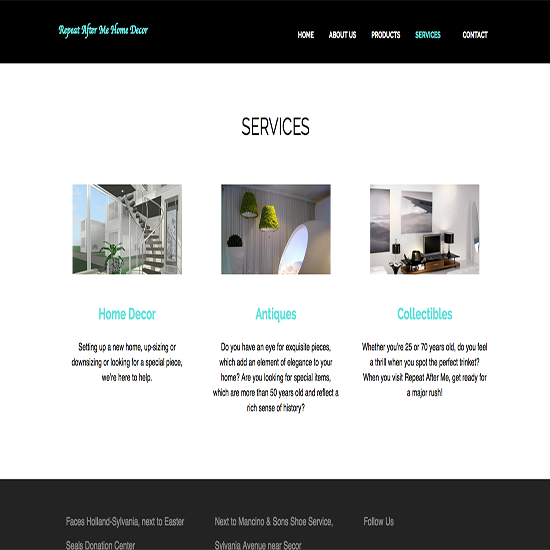 Repeat After Me Home Decor
HOME ABOUT US PRODUCTS SERVICES CONTACT
SERVICES
Home Decor
Setting up a new home, up-sizing or
downsizing or looking for a special piece,
we're here to help.
Antiques
Do you have an eye for exquisite pieces,
which add an element of elegance to your
home? Are you looking for special items,
which are more than 50 years old and reflect a
rich sense of history?
Collectibles
Whether you're 25 or 70 years old, do you feel
a thrill when you spot the perfect trinket?
When you visit Repeat After Me, get ready for
a major rush!
Faces Holland-Sylvania, next to Easter
Seals Donation Center
Next to Mancino & Sons Shoe Service,
Sylvania Avenue near Secor
Follow Us